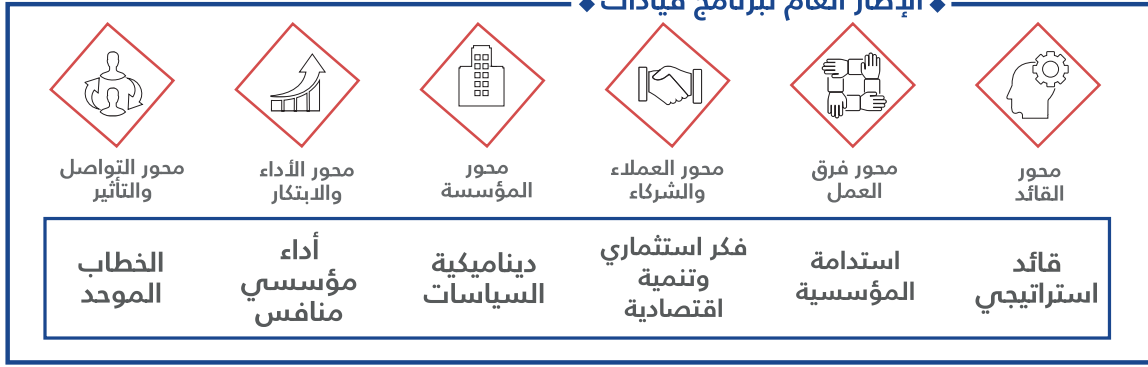 الإطار العام لبرنامج قيادات
محور
القائد
محور فرق
العمل
محور العملاء
والشركاء
محور
المؤسسة
محور الأداء
والابتكار
محور التواصل
والتأثير
قائد
استراتيجي
استدامة
المؤسسية
فكر استثماري
وتنمية
اقتصادية
ديناميكية
السياسات
أداء
مؤسسي
منافس
الخطاب
الموحد